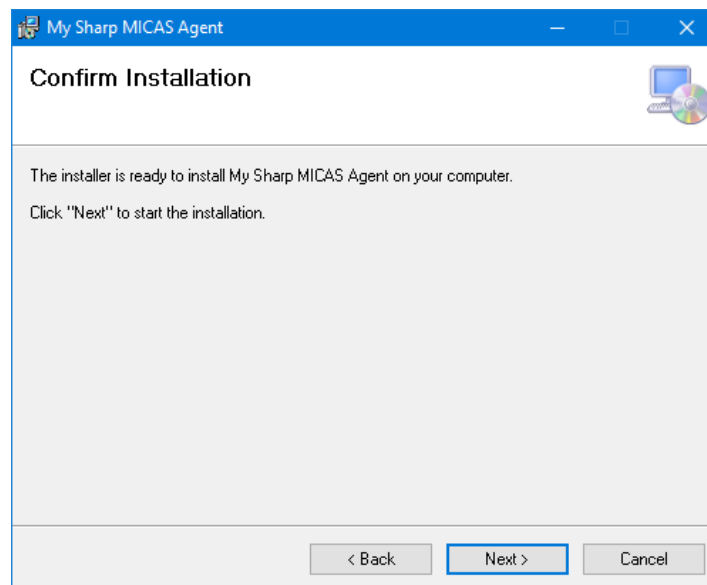 My Sharp MICAS Agent
Confirm Installation
The installer is ready to install My Sharp MICAS Agent on your computer.
Click "Next" to start the installation.
< Back
Next >
Cancel